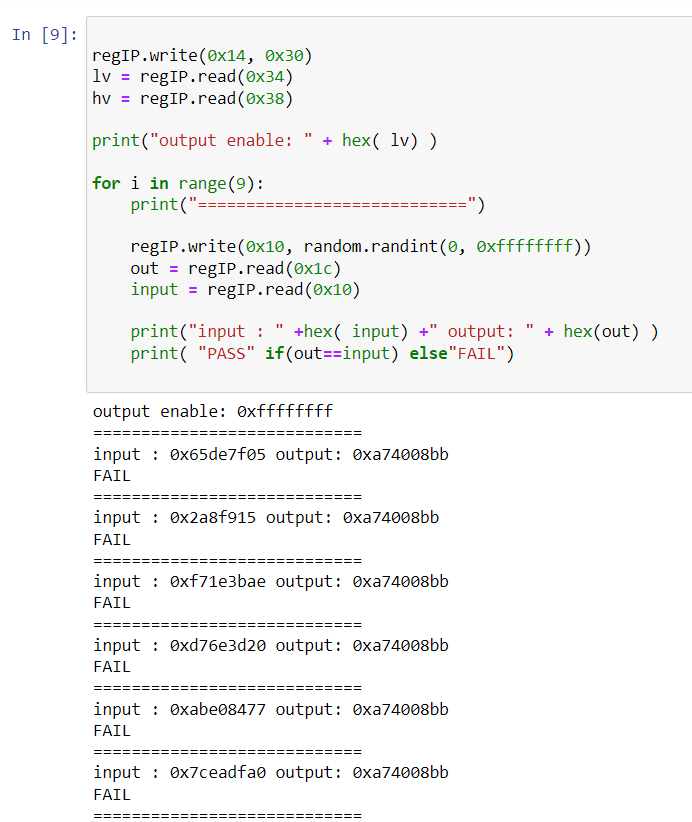 In [9]:
regIP.write(0x14, 0x30)
lv = regIP.read(0x34)
hv = regIP.read(0x38)
print("output enable: " + hex( lv) )
for i in range(9):
print("============================")
regIP.write(0x10, random.randint(0, 0xffffffff))
out = regIP.read(0x1c)
input = regIP.read(0x10)
print("input : " +hex( input) +" output: " + hex(out) )
print( "PASS" if(out==input) else"FAIL")
output enable: 0xffffffff
============================
input : 0x65de7f05 output: 0xa74008bb
FAIL
============================
input : 0x2a8f915 output: 0xa74008bb
FAIL
============================
input : 0xf71e3bae output: 0xa74008bb
FAIL
============================
input : 0xd76e3d20 output: 0xa74008bb
FAIL
============================
input : 0xabe08477 output: 0xa74008bb
FAIL
============================
input : 0x7ceadfa0 output: 0xa74008bb
FAIL
============================